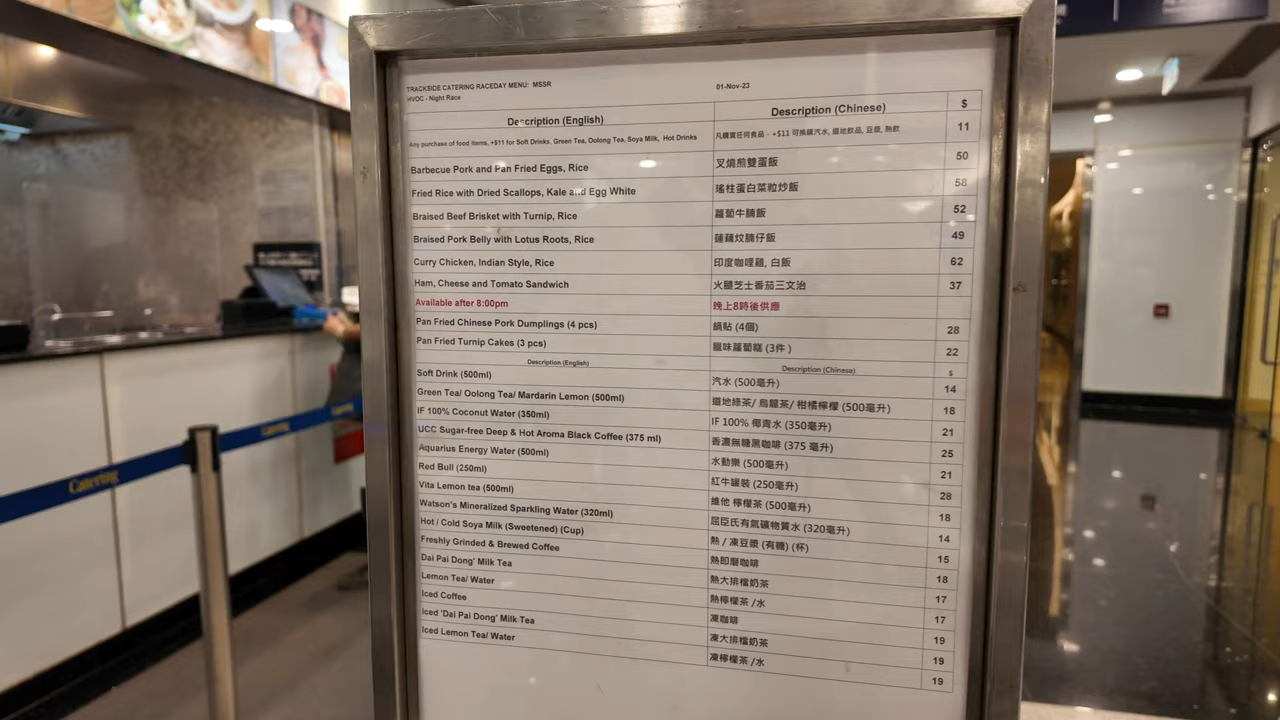 TRACKSIDE CATERING RACEDAY MENU: MSSR 01-Nov-23
HVOC - Night Race
Description (English) Description (Chinese) $
Any purchase of food items, +$11 for Soft Drinks, Green Tea, Oolong Tea, Soya Milk, Hot Drinks 凡購買任何食品，+$11 可換購汽水, 道地飲品, 豆漿, 熱飲 11
Barbecue Pork and Pan Fried Eggs, Rice 叉燒煎雙蛋飯 50
Fried Rice with Dried Scallops, Kale and Egg White 瑤柱蛋白菜粒炒飯 58
Braised Beef Brisket with Turnip, Rice 蘿蔔牛腩飯 52
Braised Pork Belly with Lotus Roots, Rice 蓮藕炆腩仔飯 49
Curry Chicken, Indian Style, Rice 印度咖喱雞, 白飯 62
Ham, Cheese and Tomato Sandwich 火腿芝士番茄三文治 37
Available after 8:00pm 晚上8時後供應
Pan Fried Chinese Pork Dumplings (4 pcs) 鍋貼 (4個) 28
Pan Fried Turnip Cakes (3 pcs) 臘味蘿蔔糕 (3件 ) 22
Description (English) Description (Chinese) $
Soft Drink (500ml) 汽水 (500毫升) 14
Green Tea/ Oolong Tea/ Mardarin Lemon (500ml) 道地綠茶/ 烏龍茶/ 柑橘檸檬 (500毫升) 18
IF 100% Coconut Water (350ml) IF 100% 椰青水 (350毫升) 21
UCC Sugar-free Deep & Hot Aroma Black Coffee (375 ml) 香濃無糖黑咖啡 (375 毫升) 25
Aquarius Energy Water (500ml) 水動樂 (500毫升) 21
Red Bull (250ml) 紅牛罐裝 (250毫升) 28
Vita Lemon tea (500ml) 維他 檸檬茶 (500毫升) 18
Watson's Mineralized Sparkling Water (320ml) 屈臣氏有氣礦物質水 (320毫升) 14
Hot / Cold Soya Milk (Sweetened) (Cup) 熱 / 凍豆漿 (有糖) (杯) 15
Freshly Grinded & Brewed Coffee 熱即磨咖啡 18
Dai Pai Dong' Milk Tea 熱大排檔奶茶 17
Lemon Tea/ Water 熱檸檬茶 /水 17
Iced Coffee 凍咖啡 19
Iced 'Dai Pai Dong' Milk Tea 凍大排檔奶茶 19
Iced Lemon Tea/ Water 凍檸檬茶 /水 19
Catering
Catering